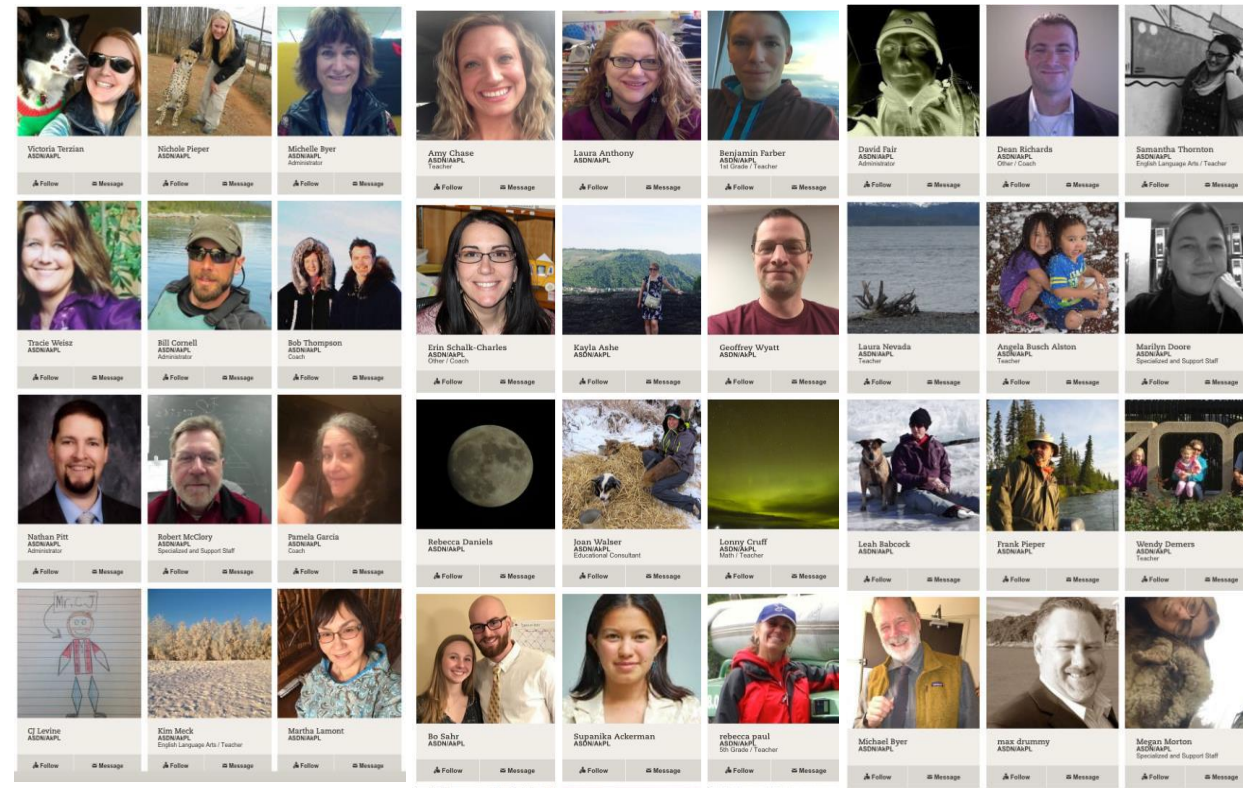 Victoria Terzian
ASDN/AkPL
Follow Message
Nichole Pieper
ASDN/AkPL
Follow Message
Michelle Byer
ASDN/AkPL
Administrator
Follow Message
Amy Chase
ASDN/AkPL
Teacher
Follow Message
Laura Anthony
ASDN/AkPL
Follow Message
Benjamin Farber
ASDN/AkPL
1st Grade / Teacher
Follow Message
David Fair
ASDN/AkPL
Administrator
Follow Message
Dean Richards
ASDN/AkPL
Other / Coach
Follow Message
Samantha Thornton
ASDN/AkPL
English Language Arts / Teacher
Follow Message
Tracie Weisz
ASDN/AkPL
Follow Message
Bill Cornell
ASDN/AkPL
Administrator
Follow Message
Bob Thompson
ASDN/AkPL
Coach
Follow Message
Erin Schalk-Charles
ASDN/AkPL
Other / Coach
Follow Message
Kayla Ashe
ASDN/AkPL
Follow Message
Geoffrey Wyatt
ASDN/AkPL
Follow Message
Laura Nevada
ASDN/AkPL
Teacher
Follow Message
Angela Busch Alston
ASDN/AkPL
Teacher
Follow Message
Marilyn Doore
ASDN/AkPL
Specialized and Support Staff
Follow Message
Nathan Pitt
ASDN/AkPL
Administrator
Follow Message
Robert McClory
ASDN/AkPL
Specialized and Support Staff
Follow Message
Pamela Garcia
ASDN/AkPL
Coach
Follow Message
Rebecca Daniels
ASDN/AkPL
Follow Message
Joan Walser
ASDN/AkPL
Educational Consultant
Follow Message
Lonny Cruff
ASDN/AkPL
Math / Teacher
Follow Message
Leah Babcock
ASDN/AkPL
Follow Message
Frank Pieper
ASDN/AkPL
Follow Message
ZOO
Wendy Demers
ASDN/AkPL
Teacher
Follow Message
Mr. CJ
CJ Levine
ASDN/AkPL
Follow Message
Kim Meck
ASDN/AkPL
English Language Arts / Teacher
Follow Message
Martha Lamont
ASDN/AkPL
Follow Message
Bo Sahr
ASDN/AkPL
Follow Message
Supanika Ackerman
ASDN/AkPL
Follow Message
rebecca paul
ASDN/AkPL
5th Grade / Teacher
Follow Message
Michael Byer
ASDN/AkPL
Follow Message
max drummy
ASDN/AkPL
Follow Message
Megan Morton
ASDN/AkPL
Specialized and Support Staff
Follow Message